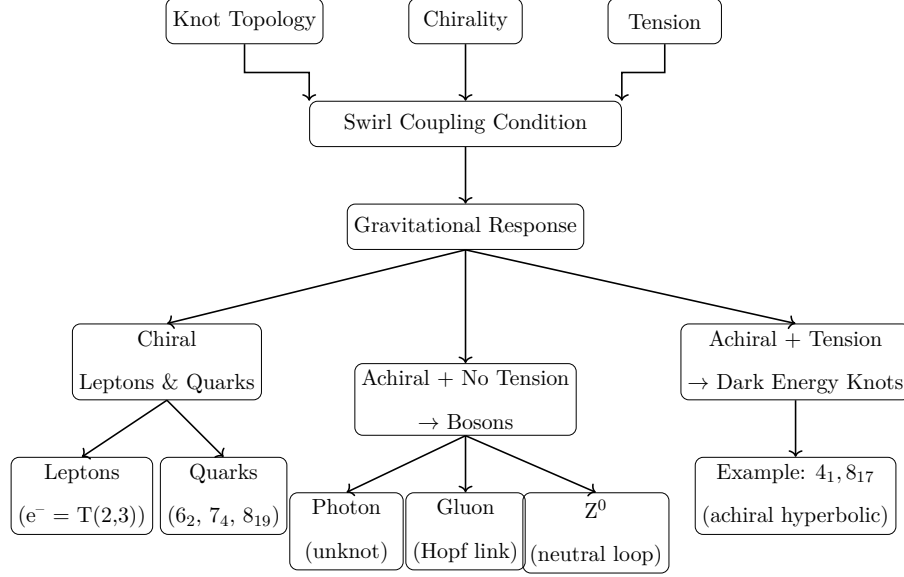 Knot Topology
Chirality
Tension
Swirl Coupling Condition
Gravitational Response
Chiral
Leptons & Quarks
Achiral + No Tension
→ Bosons
Achiral + Tension
→ Dark Energy Knots
Leptons
(e⁻ = T(2,3))
Quarks
(6₂, 7₄, 8₁₉)
Photon
(unknot)
Gluon
(Hopf link)
Z⁰
(neutral loop)
Example: 4₁, 8₁₇
(achiral hyperbolic)